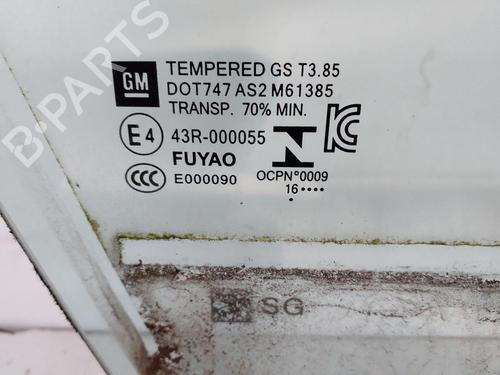 B-PARTS
GM
TEMPERED GS T3.85
DOT747 AS2 M61385
TRANSP. 70% MIN.
E4 43R-000055
FUYAO
CCC E000090
N
KC
OCPN°0009
16 ••••
SG